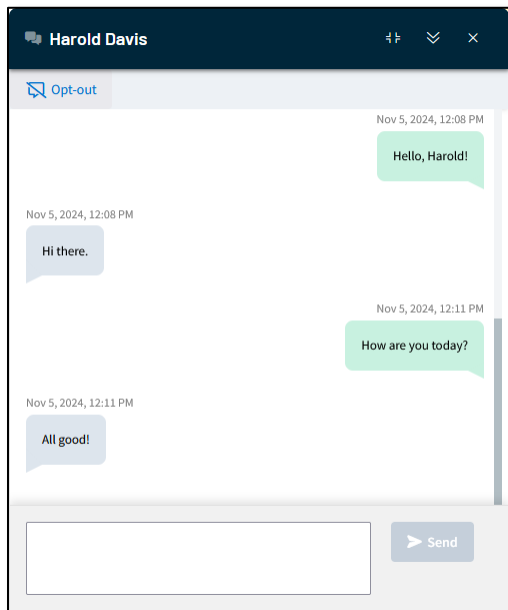 Harold Davis
Opt-out
Nov 5, 2024, 12:08 PM
Hello, Harold!
Nov 5, 2024, 12:08 PM
Hi there.
Nov 5, 2024, 12:11 PM
How are you today?
Nov 5, 2024, 12:11 PM
All good!
Send